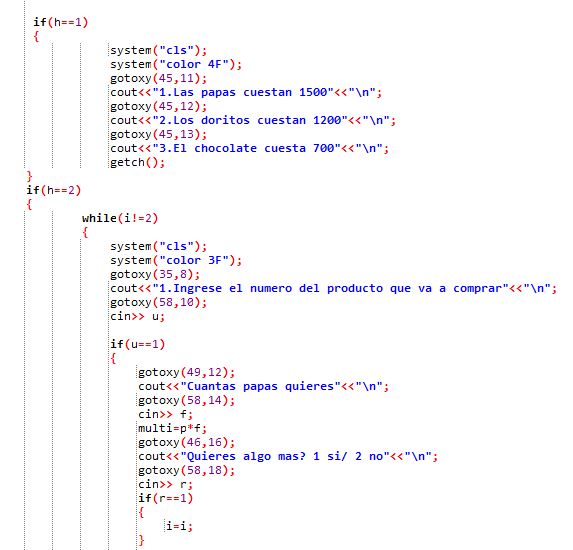 if(h==1)
{
system("cls");
system("color 4F");
gotoxy(45,11);
cout<<"1.Las papas cuestan 1500"<<"\n";
gotoxy(45,12);
cout<<"2.Los doritos cuestan 1200"<<"\n";
gotoxy(45,13);
cout<<"3.El chocolate cuesta 700"<<"\n";
getch();
}
if(h==2)
{
while(i!=2)
{
system("cls");
system("color 3F");
gotoxy(35,8);
cout<<"1.Ingrese el numero del producto que va a comprar"<<"\n";
gotoxy(58,10);
cin>> u;
if(u==1)
{
gotoxy(49,12);
cout<<"Cuantas papas quieres"<<"\n";
gotoxy(58,14);
cin>> f;
multi=p*f;
gotoxy(46,16);
cout<<"Quieres algo mas? 1 si/ 2 no"<<"\n";
gotoxy(58,18);
cin>> r;
if(r==1)
{
i=i;
}